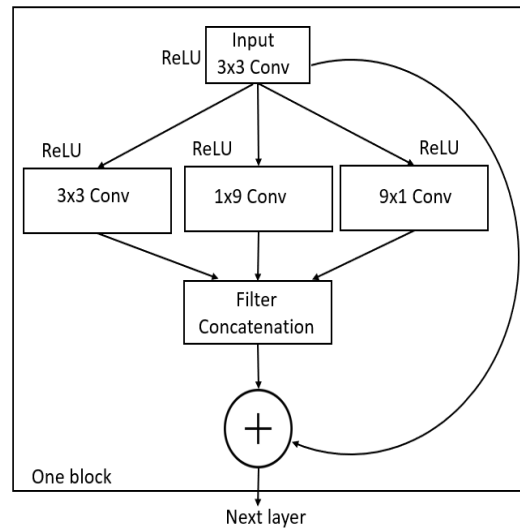 Input
ReLU
3x3 Conv
ReLU
ReLU
ReLU
3x3 Conv
1x9 Conv
9x1 Conv
Filter
Concatenation
+
One block
Next layer